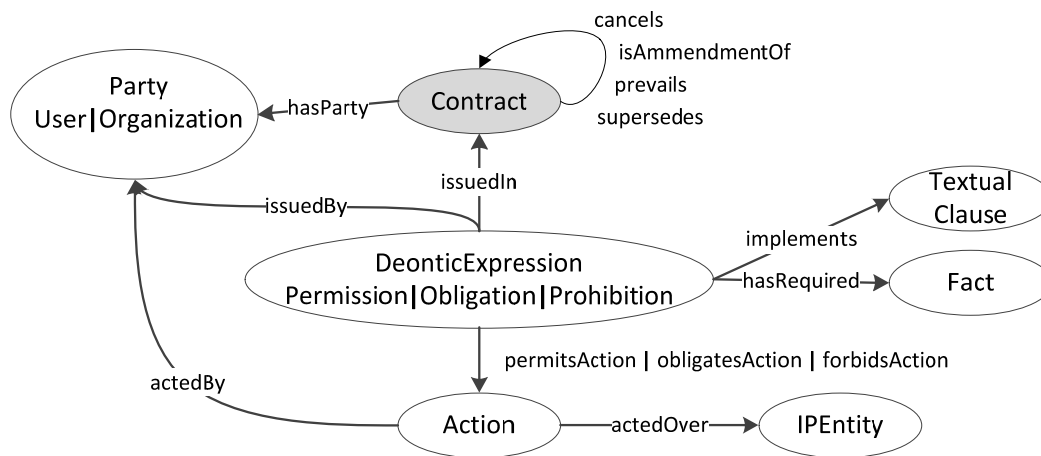 cancels
isAmmendmentOf
prevails
supersedes
Party
User|Organization
hasParty
Contract
issuedIn
issuedBy
Textual
Clause
implements
DeonticExpression
Permission|Obligation|Prohibition
hasRequired
Fact
permitsAction | obligatesAction | forbidsAction
actedBy
Action
actedOver
IPEntity